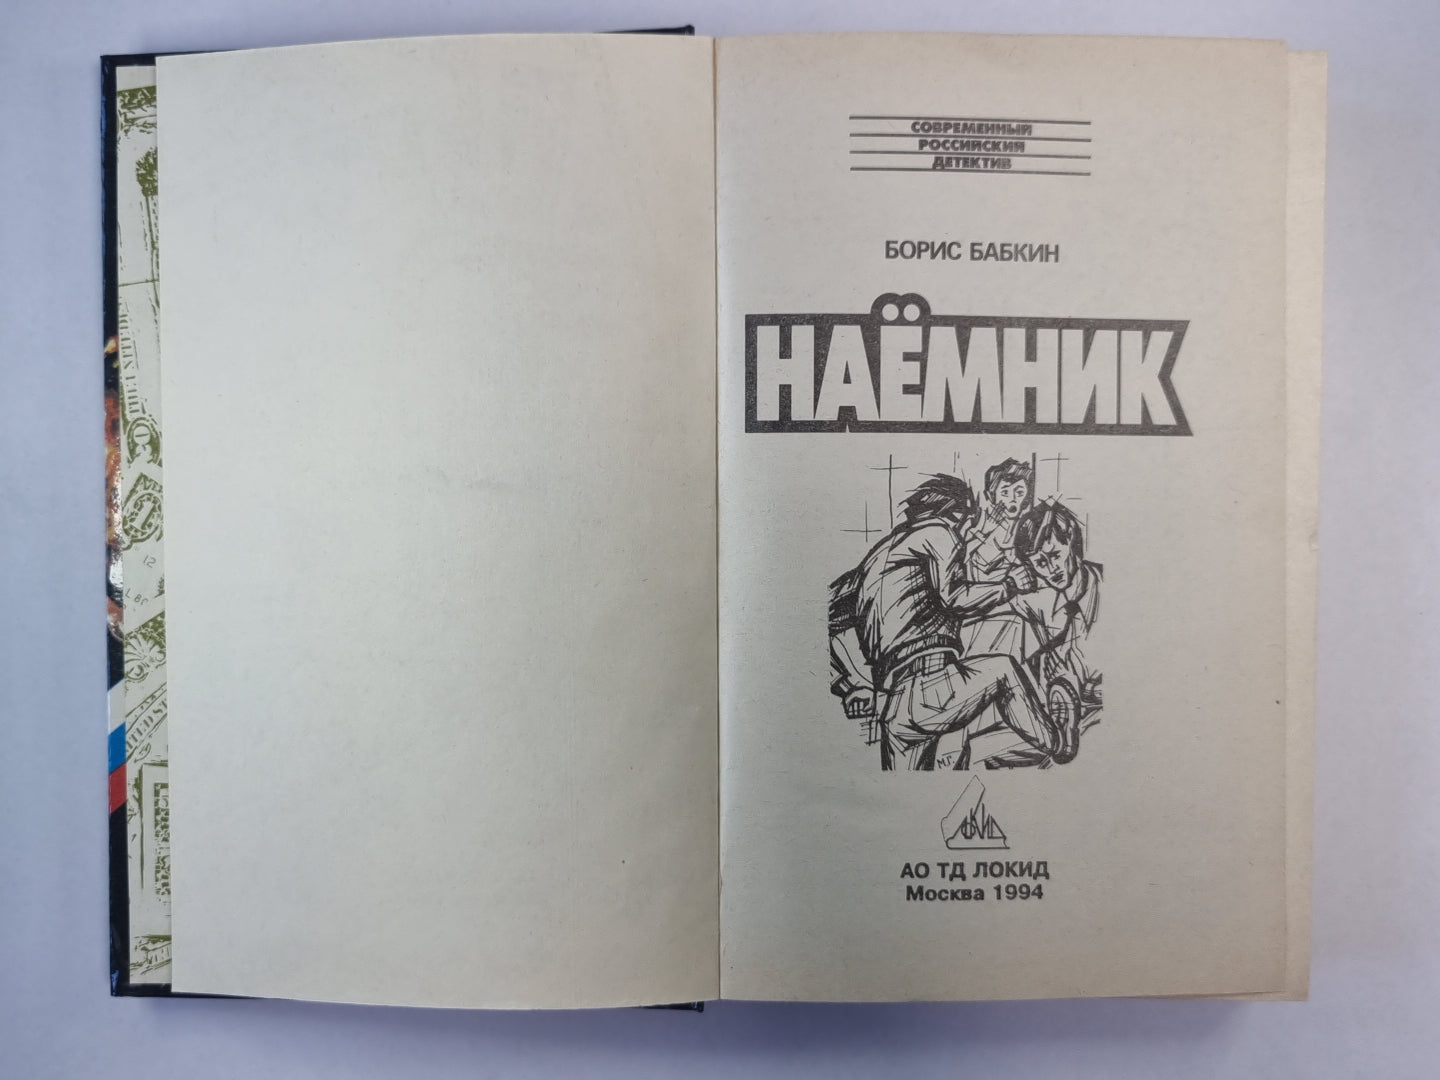 СОВРЕМЕННЫЙ
РОССИЙСКИЙ
ДЕТЕКТИВ
БОРИС БАБКИН
НАЁМНИК
М.Г.
ЛОКИД
АО ТД ЛОКИД
Москва 1994